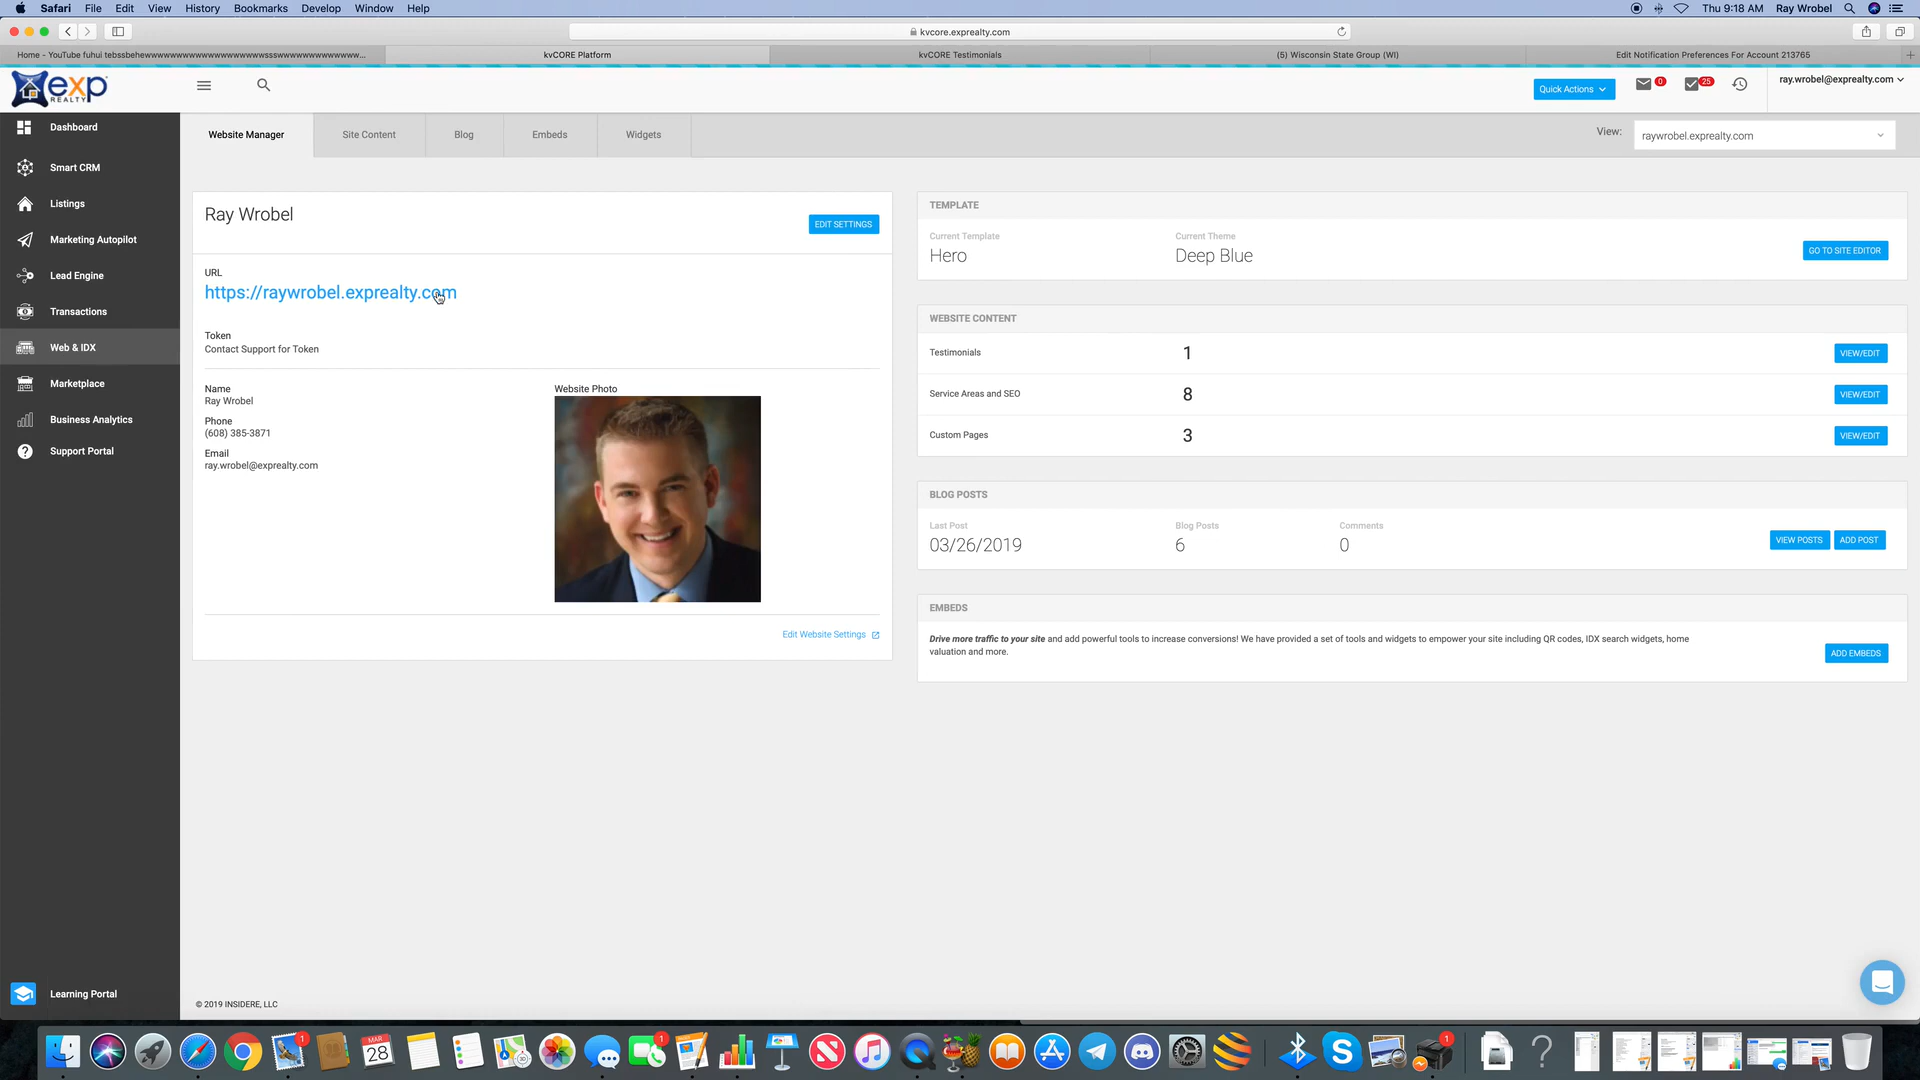 Safari File Edit View History Bookmarks Develop Window Help Thu 9:18 AM Ray Wrobel
kvcore.exprealty.com
Home - YouTube fuhui tebssbehewwwwwwwwwwwwwwwwwwwwwsssswwwwwwwwwwwwwww... kvCORE Platform kvCORE Testimonials (5) Wisconsin State Group (WI) Edit Notification Preferences For Account 213765
exp
REALTY
Quick Actions 0 25 ray.wrobel@exprealty.com
Dashboard
Smart CRM
Listings
Marketing Autopilot
Lead Engine
Transactions
Web & IDX
Marketplace
Business Analytics
Support Portal
Learning Portal
Website Manager Site Content Blog Embeds Widgets View: raywrobel.exprealty.com
Ray Wrobel
EDIT SETTINGS
URL
https://raywrobel.exprealty.com
Token
Contact Support for Token
Name
Ray Wrobel
Phone
(608) 385-3871
Email
ray.wrobel@exprealty.com
Website Photo
Edit Website Settings
TEMPLATE
Current Template Current Theme
Hero Deep Blue GO TO SITE EDITOR
WEBSITE CONTENT
Testimonials 1 VIEW/EDIT
Service Areas and SEO 8 VIEW/EDIT
Custom Pages 3 VIEW/EDIT
BLOG POSTS
Last Post Blog Posts Comments
03/26/2019 6 0 VIEW POSTS ADD POST
EMBEDS
Drive more traffic to your site and add powerful tools to increase conversions! We have provided a set of tools and widgets to empower your site including QR codes, IDX search widgets, home
valuation and more.
ADD EMBEDS
© 2019 INSIDERE, LLC
1 MAR 28 1 1